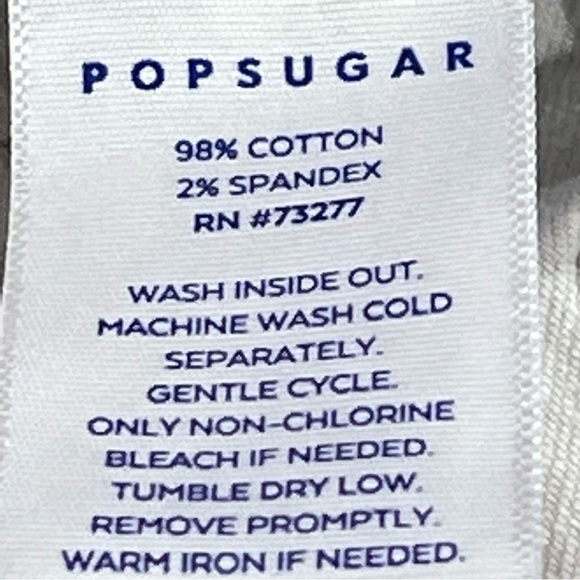 POPSUGAR
98% COTTON
2% SPANDEX
RN #73277
WASH INSIDE OUT.
MACHINE WASH COLD
SEPARATELY.
GENTLE CYCLE.
ONLY NON-CHLORINE
BLEACH IF NEEDED.
TUMBLE DRY LOW.
REMOVE PROMPTLY.
WARM IRON IF NEEDED.